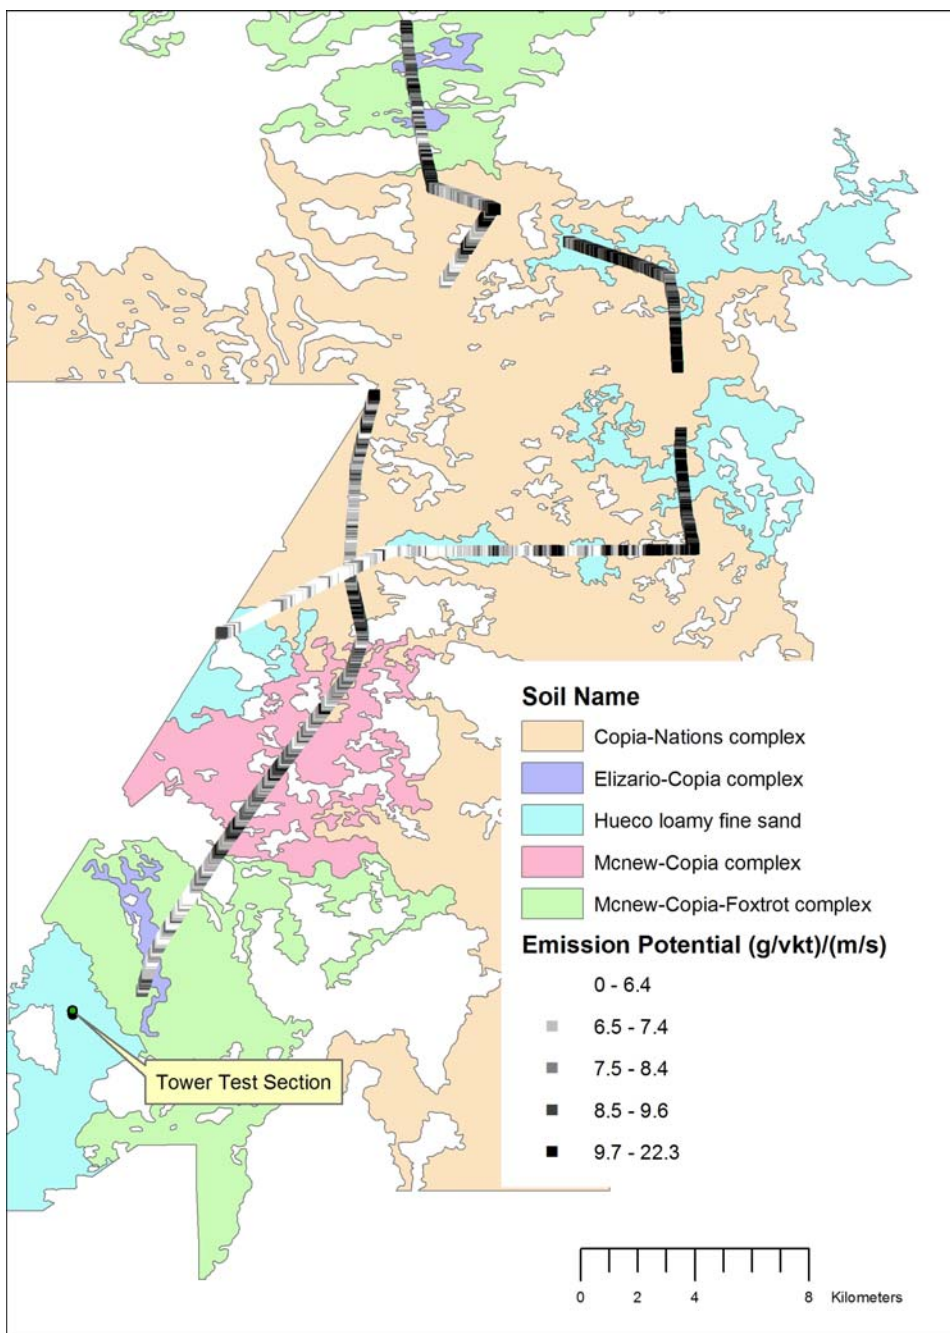 Soil Name
Copia-Nations complex
Elizario-Copia complex
Hueco loamy fine sand
Mcnew-Copia complex
Mcnew-Copia-Foxtrot complex
Emission Potential (g/vkt)/(m/s)
0 - 6.4
6.5 - 7.4
7.5 - 8.4
8.5 - 9.6
9.7 - 22.3
Tower Test Section
0 2 4 8 Kilometers